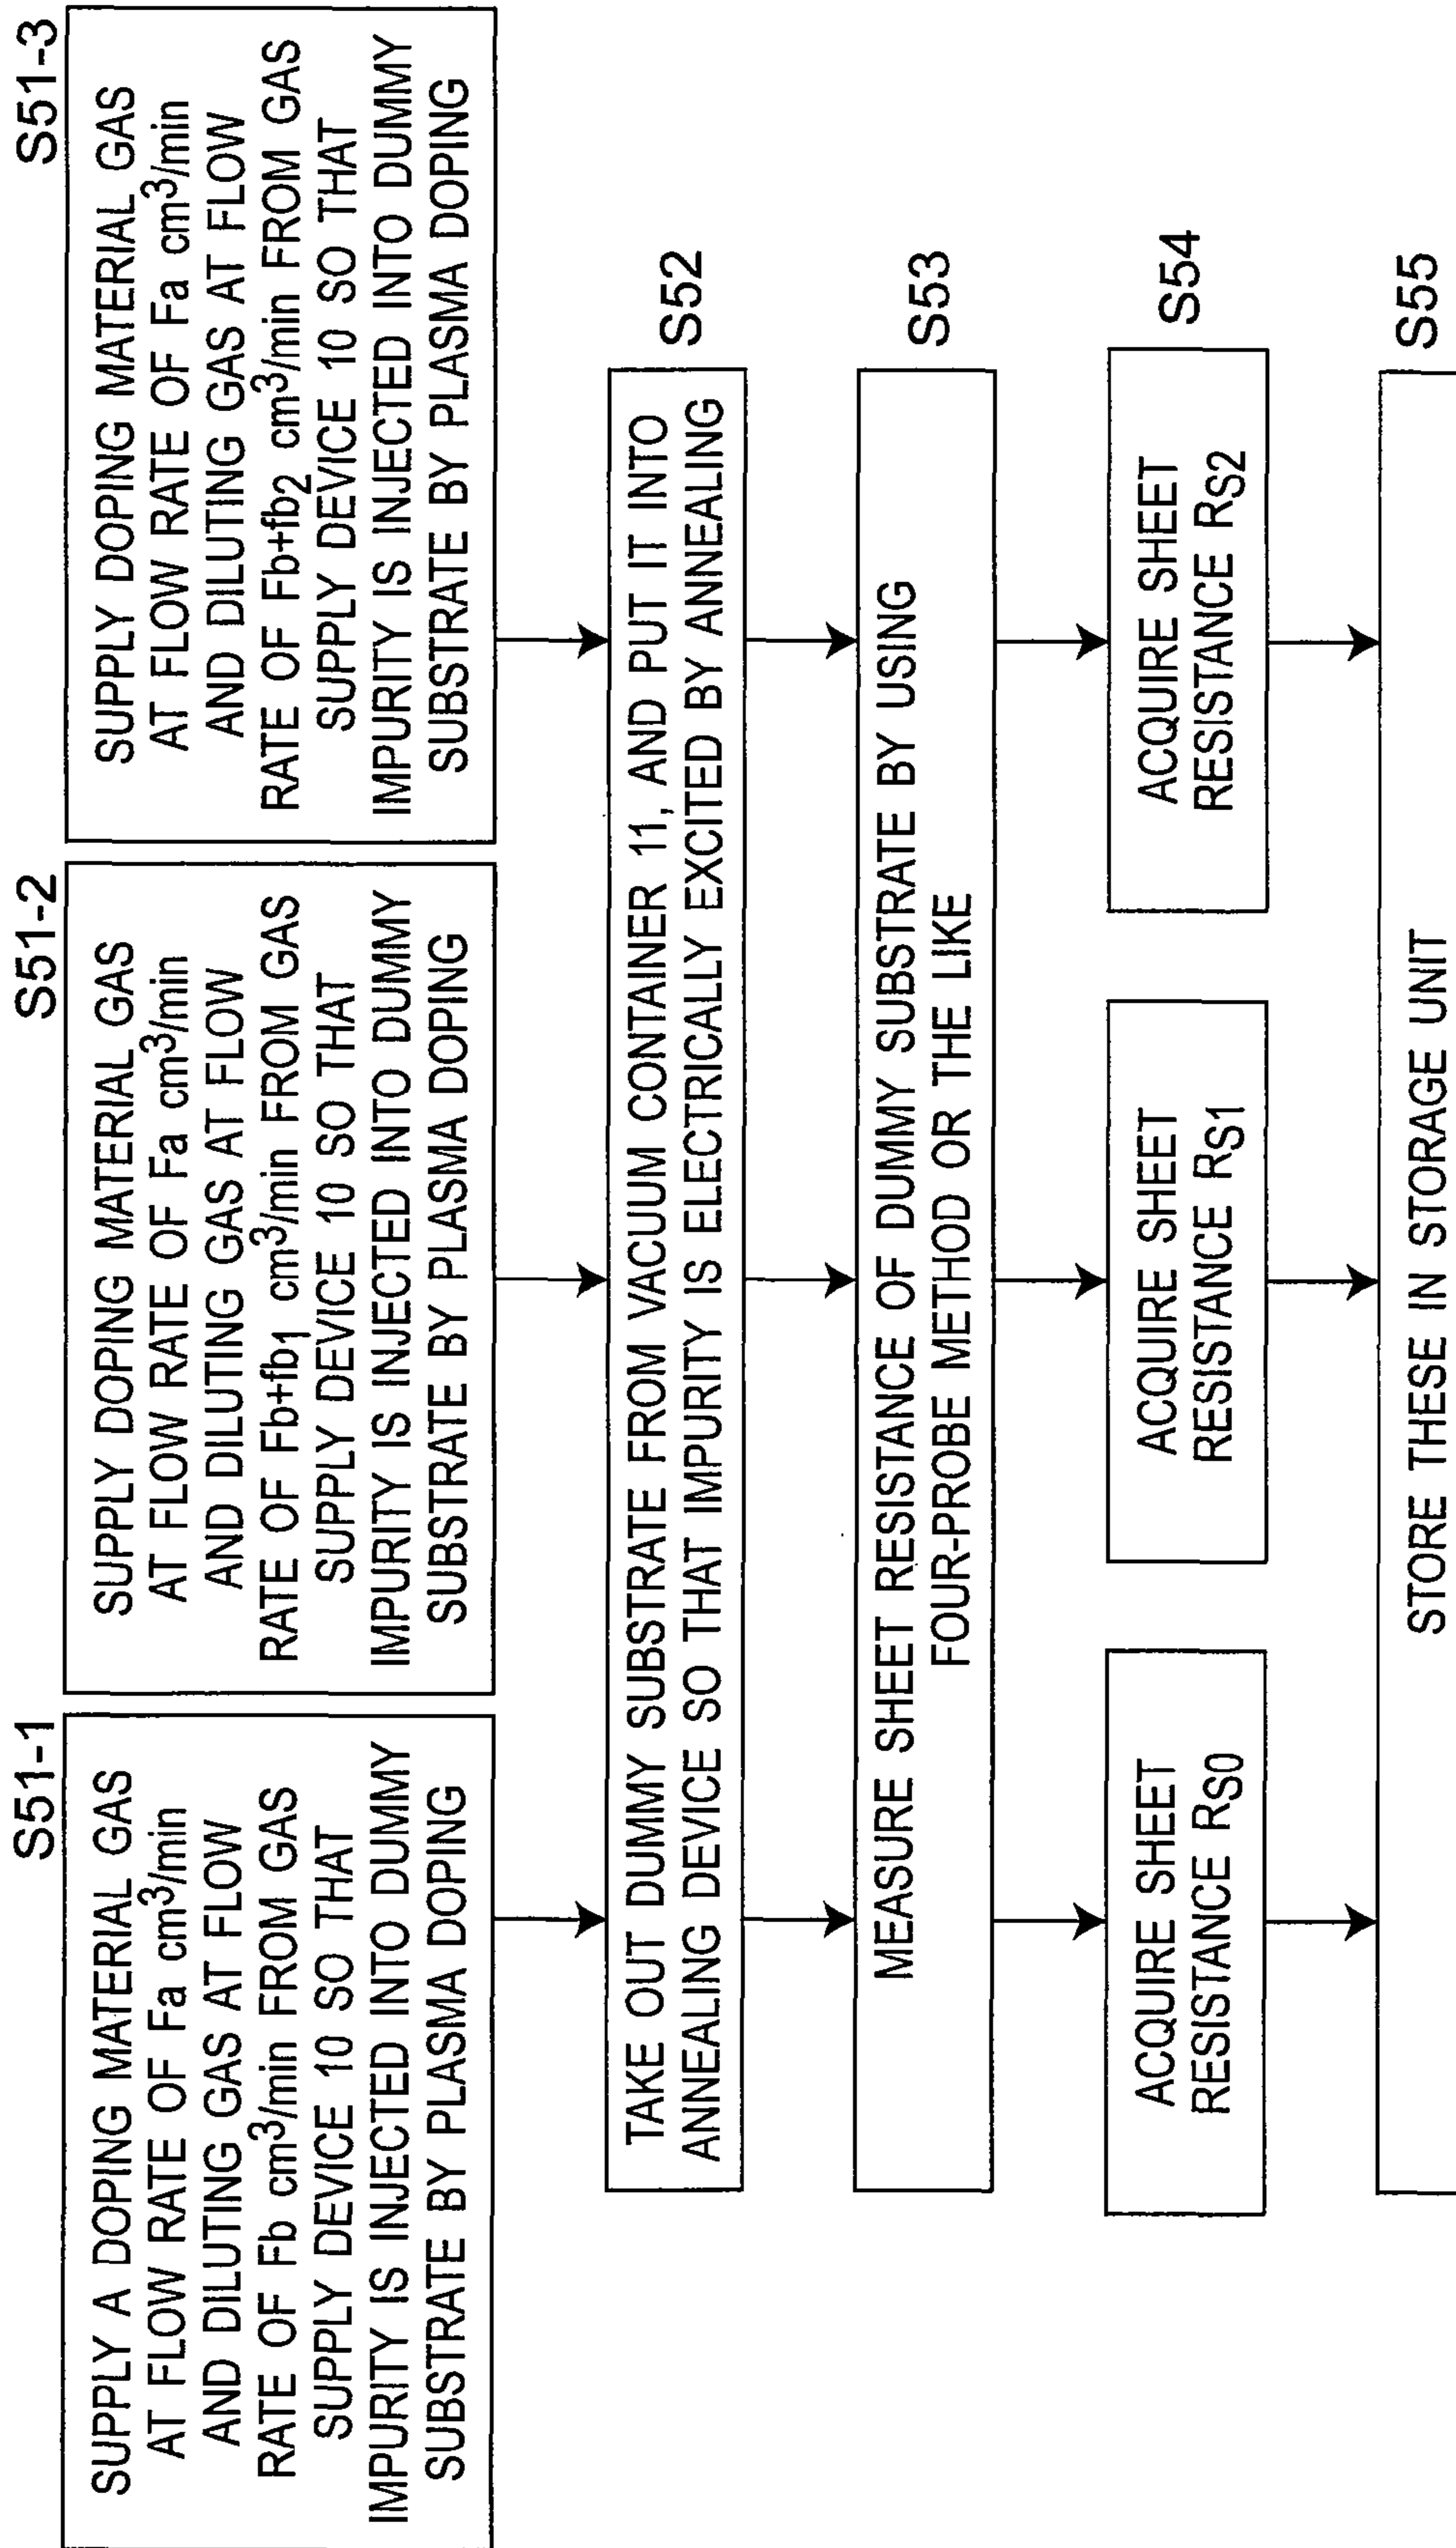 S51-1
SUPPLY A DOPING MATERIAL GAS
AT FLOW RATE OF Fa cm³/min
AND DILUTING GAS AT FLOW
RATE OF Fb cm³/min FROM GAS
SUPPLY DEVICE 10 SO THAT
IMPURITY IS INJECTED INTO DUMMY
SUBSTRATE BY PLASMA DOPING
S51-2
SUPPLY DOPING MATERIAL GAS
AT FLOW RATE OF Fa cm³/min
AND DILUTING GAS AT FLOW
RATE OF Fb+fb₁ cm³/min FROM GAS
SUPPLY DEVICE 10 SO THAT
IMPURITY IS INJECTED INTO DUMMY
SUBSTRATE BY PLASMA DOPING
S51-3
SUPPLY DOPING MATERIAL GAS
AT FLOW RATE OF Fa cm³/min
AND DILUTING GAS AT FLOW
RATE OF Fb+fb₂ cm³/min FROM GAS
SUPPLY DEVICE 10 SO THAT
IMPURITY IS INJECTED INTO DUMMY
SUBSTRATE BY PLASMA DOPING
S52
TAKE OUT DUMMY SUBSTRATE FROM VACUUM CONTAINER 11, AND PUT IT INTO
ANNEALING DEVICE SO THAT IMPURITY IS ELECTRICALLY EXCITED BY ANNEALING
S53
MEASURE SHEET RESISTANCE OF DUMMY SUBSTRATE BY USING
FOUR-PROBE METHOD OR THE LIKE
S54
ACQUIRE SHEET
RESISTANCE RS0
ACQUIRE SHEET
RESISTANCE RS1
ACQUIRE SHEET
RESISTANCE RS2
S55
STORE THESE IN STORAGE UNIT